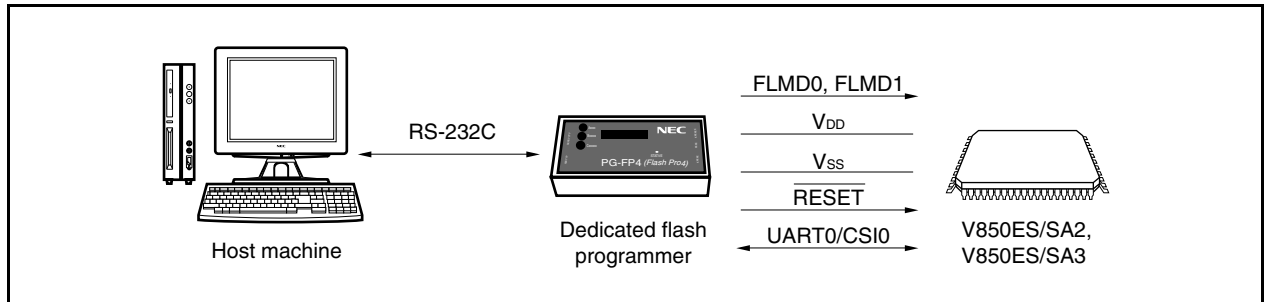 FLMD0, FLMD1
RS-232C
VDD
VSS
RESET
UART0/CSI0
NEC
PG-FP4 (Flash Pro4)
Host machine
Dedicated flash
programmer
V850ES/SA2,
V850ES/SA3